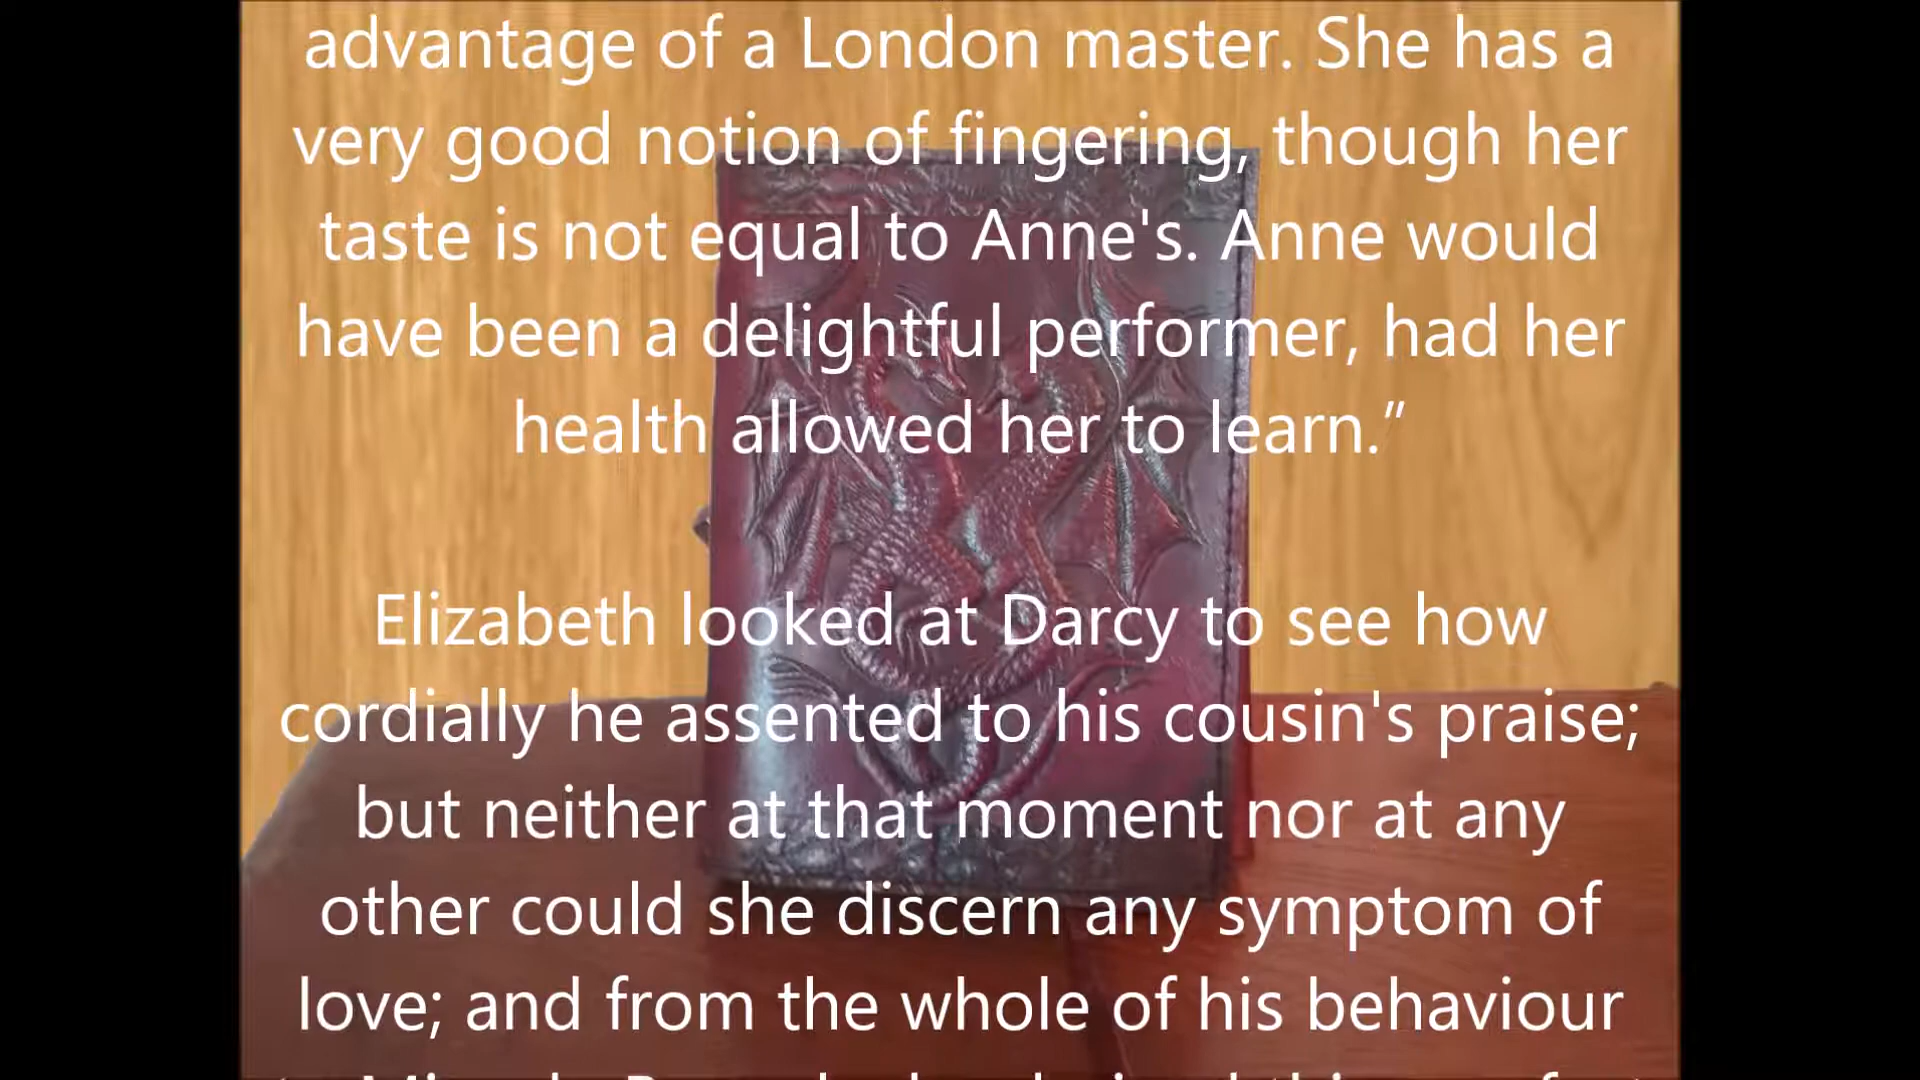 advantage of a London master. She has a
very good notion of fingering, though her
taste is not equal to Anne's. Anne would
have been a delightful performer, had her
health allowed her to learn.”
Elizabeth looked at Darcy to see how
cordially he assented to his cousin's praise;
but neither at that moment nor at any
other could she discern any symptom of
love; and from the whole of his behaviour